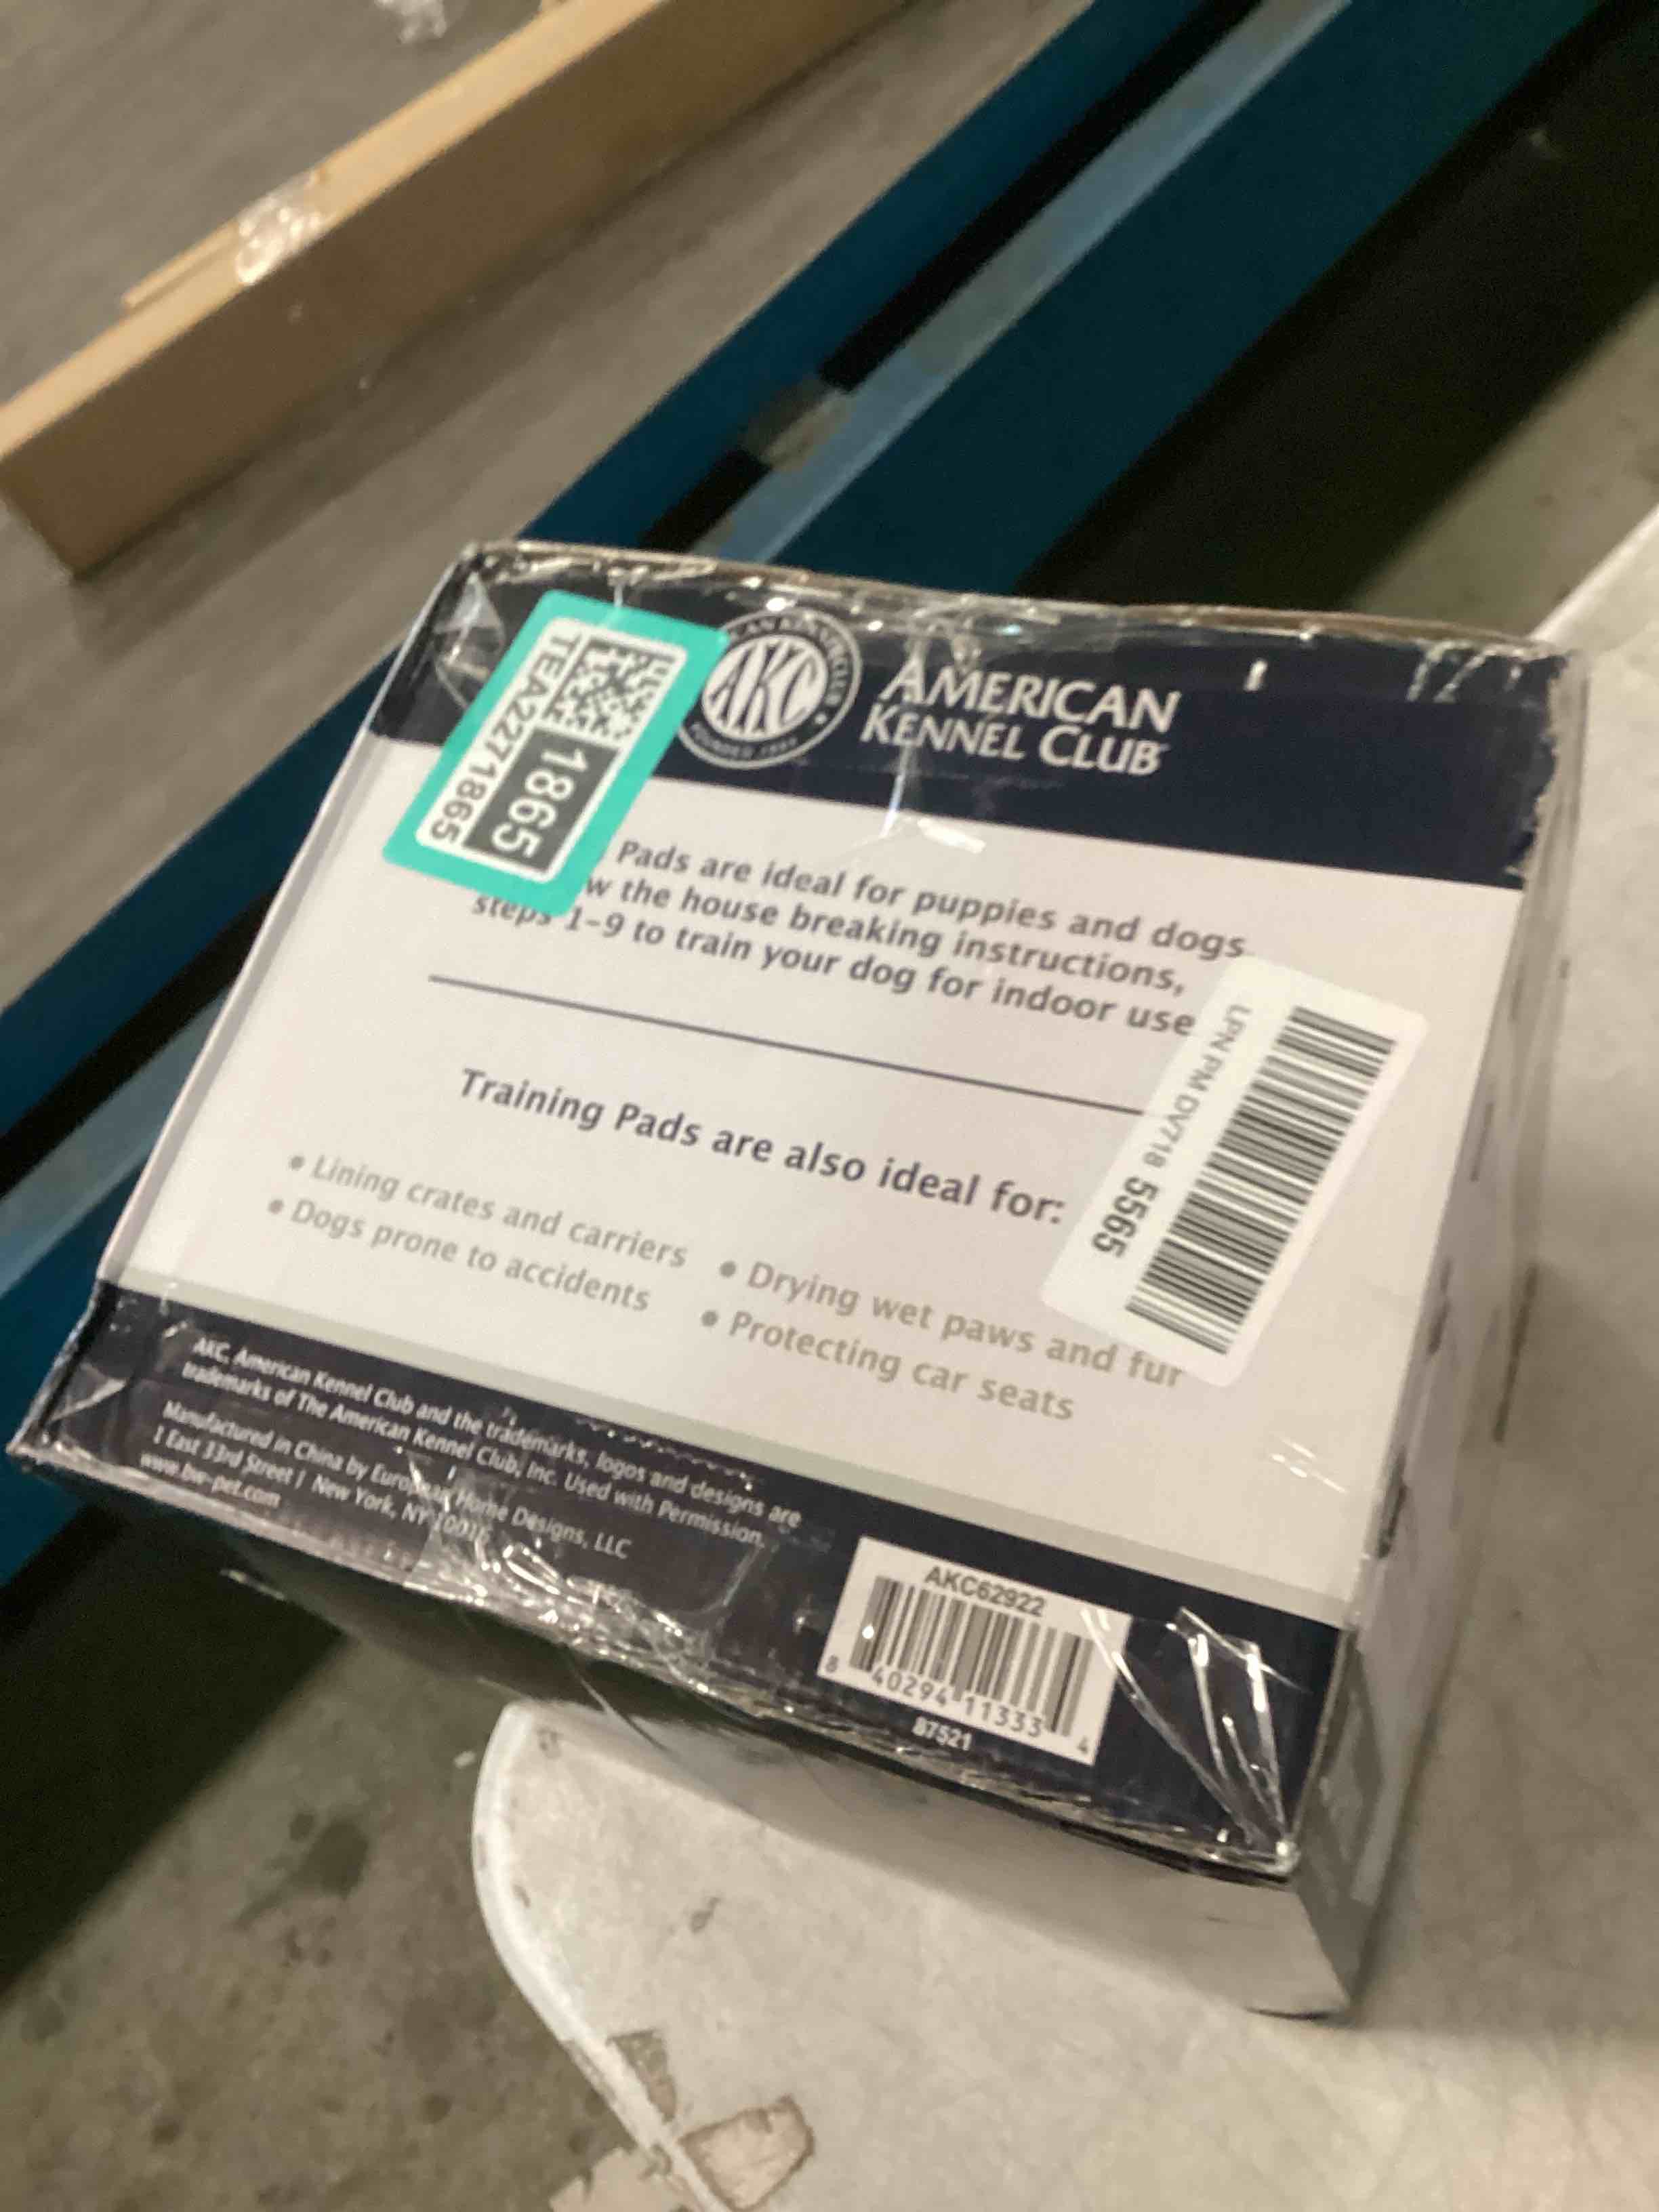 AKC
AMERICAN
KENNEL CLUB
TEA2271865
1865
Pads are ideal for puppies and dogs.
w the house breaking instructions,
steps 1-9 to train your dog for indoor use
LPN PM DV718 5565
Training Pads are also ideal for:
• Lining crates and carriers
• Dogs prone to accidents
• Drying wet paws and fur
• Protecting car seats
AKC, American Kennel Club and the trademarks, logos and designs are
trademarks of The American Kennel Club, Inc. Used with Permission.
Manufactured in China by European Home Designs, LLC
1 East 33rd Street | New York, NY 10016
www.bw-pet.com
AKC62922
8 40294 11333 4
87521